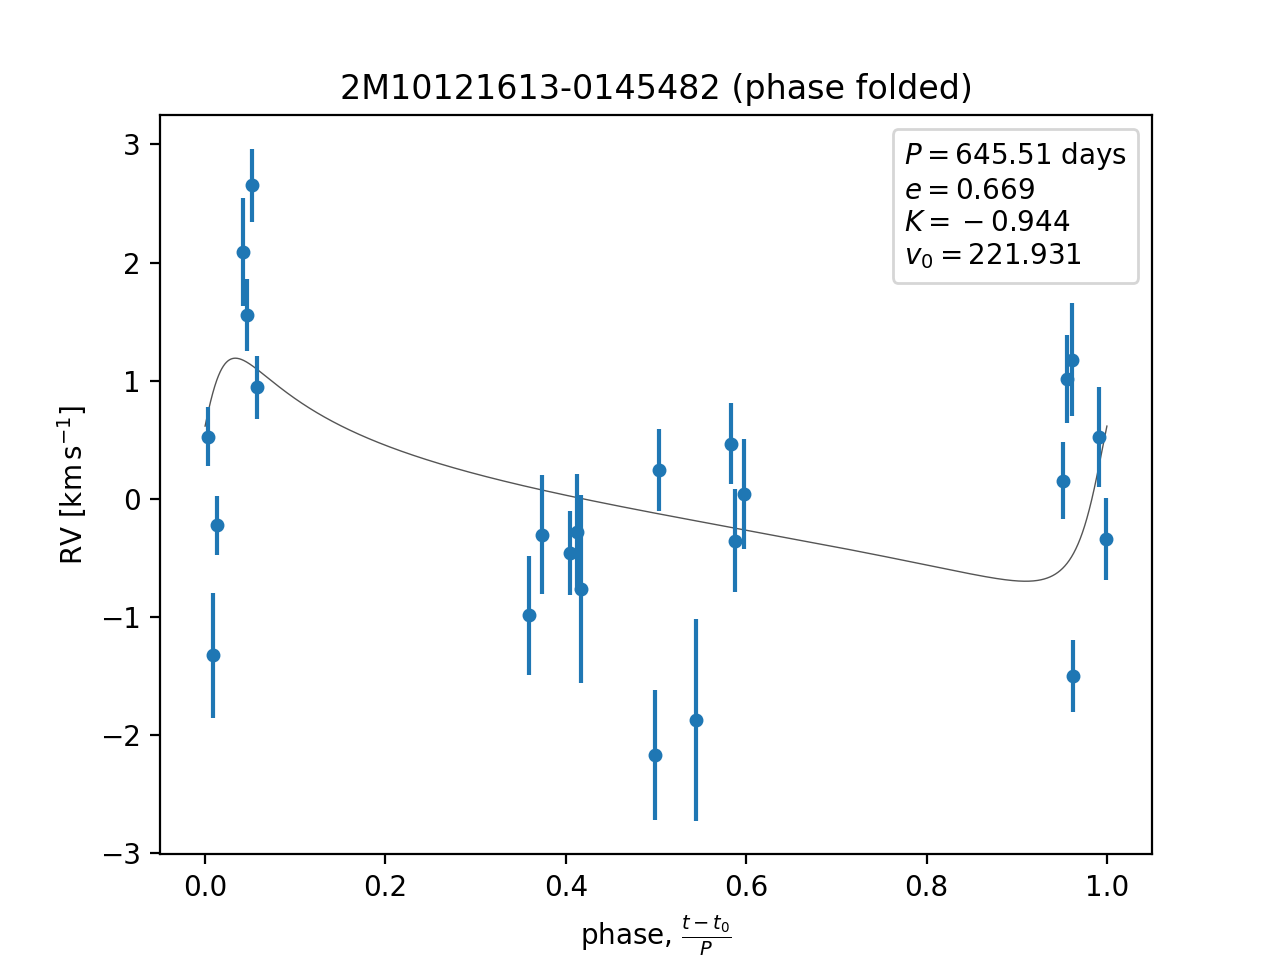 2M10121613-0145482 (phase folded)
P = 645.51 days
e = 0.669
K = −0.944
v₀ = 221.931
RV [km s⁻¹]
3
2
1
0
−1
−2
−3
0.0 0.2 0.4 0.6 0.8 1.0
phase, (t − t₀)/P